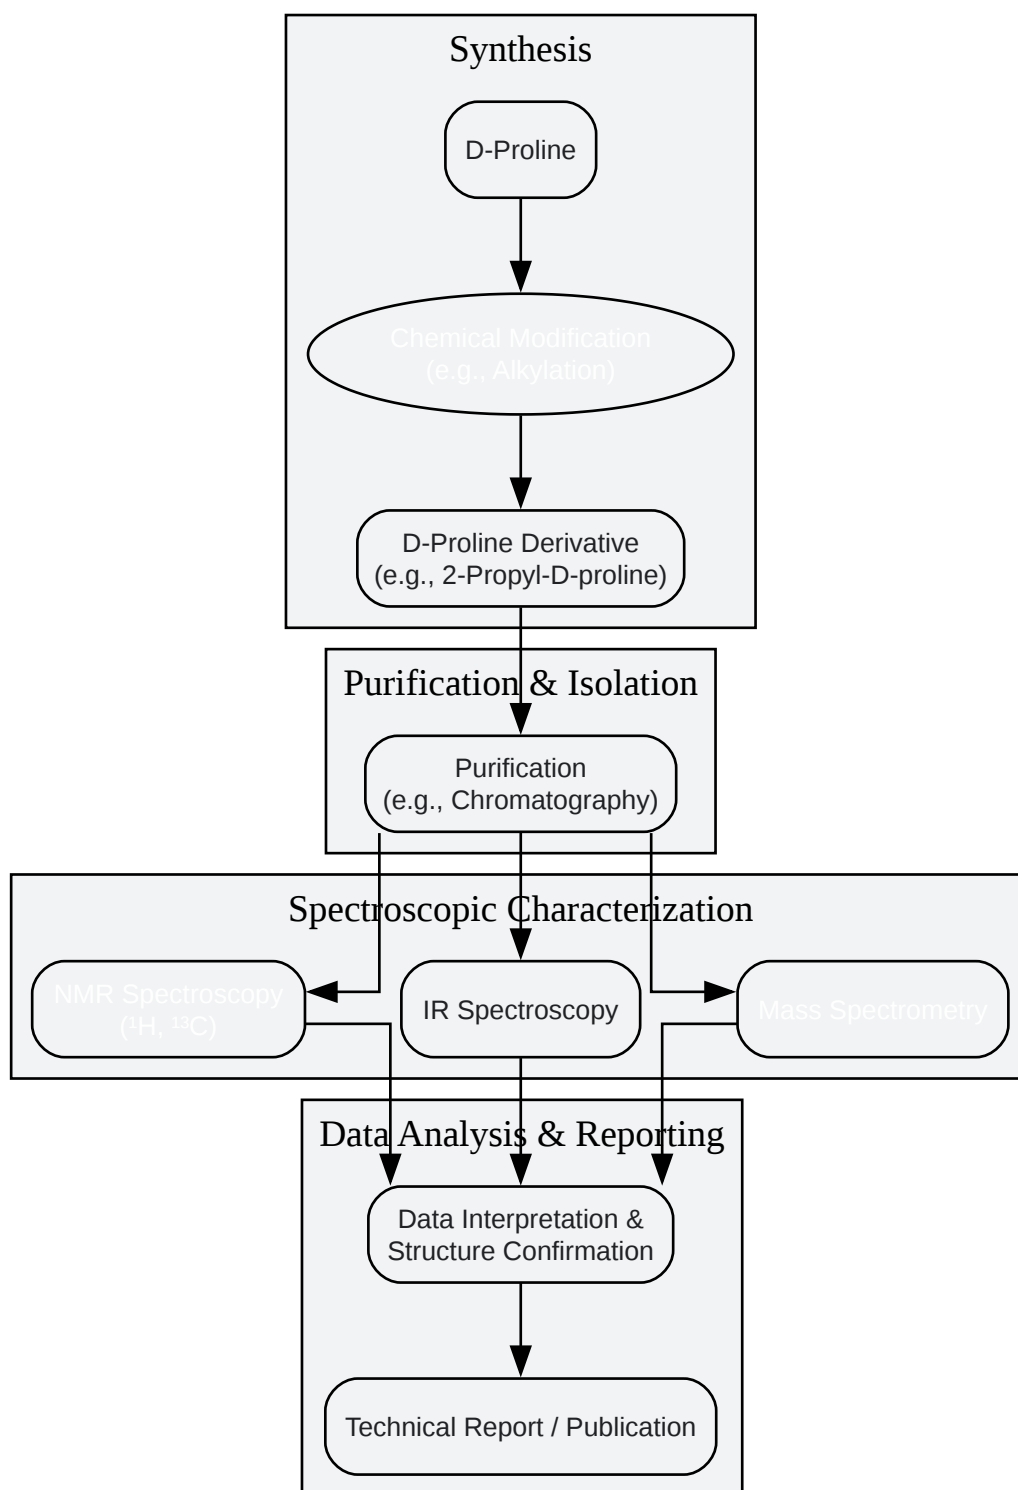 Synthesis
D-Proline
Chemical Modification
(e.g., Alkylation)
D-Proline Derivative
(e.g., 2-Propyl-D-proline)
Purification & Isolation
Purification
(e.g., Chromatography)
Spectroscopic Characterization
NMR Spectroscopy
(¹H, ¹³C)
IR Spectroscopy
Mass Spectrometry
Data Analysis & Reporting
Data Interpretation &
Structure Confirmation
Technical Report / Publication